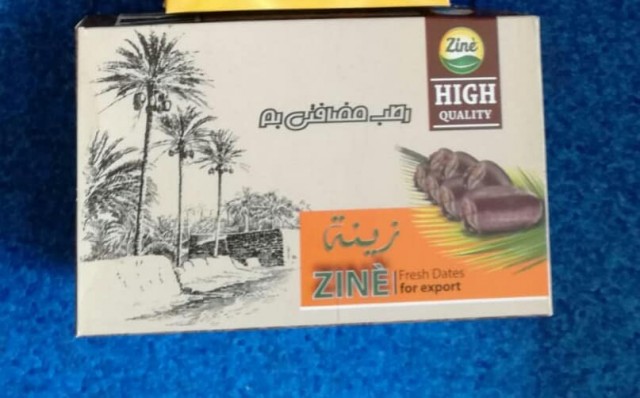 Zinè
HIGH
QUALITY
رطب مضافتی بم
زينة
ZINÈ
Fresh Dates
for export